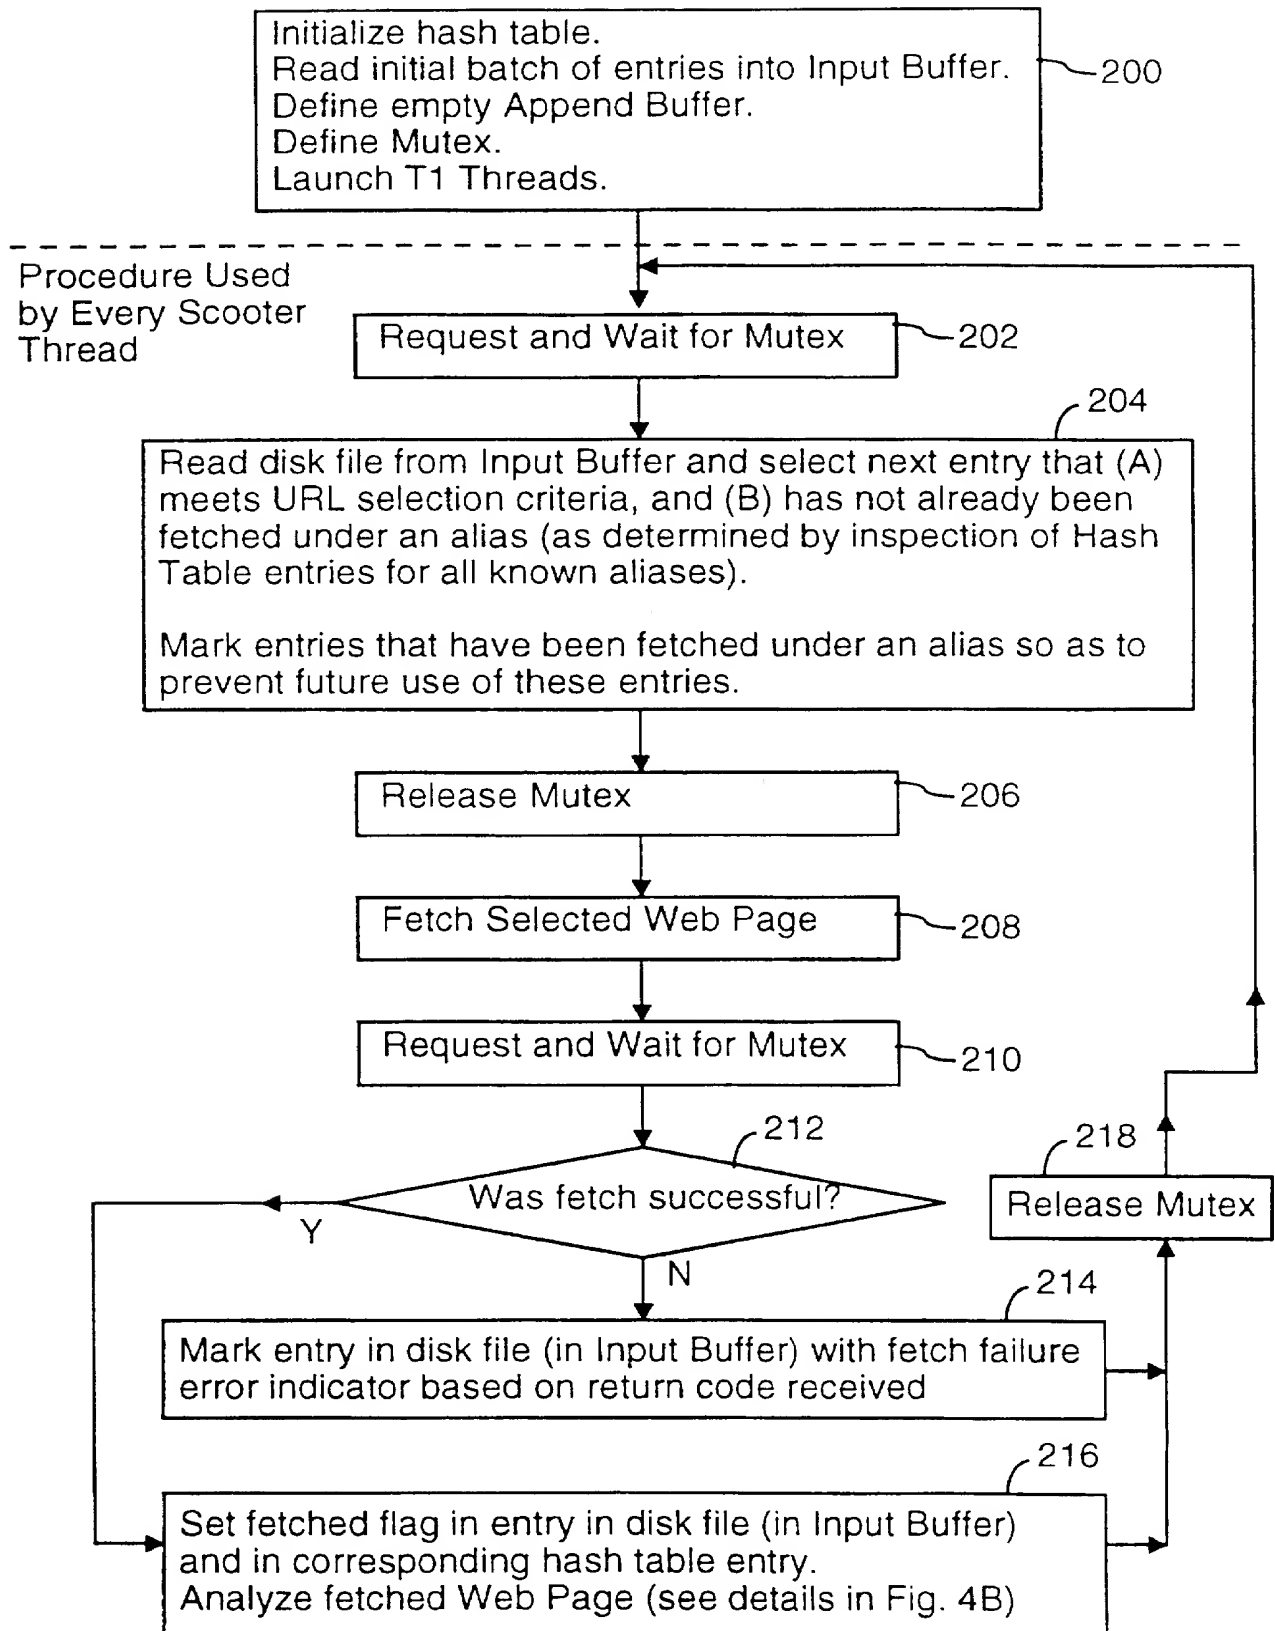 Initialize hash table.
Read initial batch of entries into Input Buffer.
Define empty Append Buffer.
Define Mutex.
Launch T1 Threads.
200
Procedure Used
by Every Scooter
Thread
Request and Wait for Mutex
202
204
Read disk file from Input Buffer and select next entry that (A)
meets URL selection criteria, and (B) has not already been
fetched under an alias (as determined by inspection of Hash
Table entries for all known aliases).
Mark entries that have been fetched under an alias so as to
prevent future use of these entries.
Release Mutex
206
Fetch Selected Web Page
208
Request and Wait for Mutex
210
212
Was fetch successful?
Y
N
218
Release Mutex
214
Mark entry in disk file (in Input Buffer) with fetch failure
error indicator based on return code received
216
Set fetched flag in entry in disk file (in Input Buffer)
and in corresponding hash table entry.
Analyze fetched Web Page (see details in Fig. 4B)